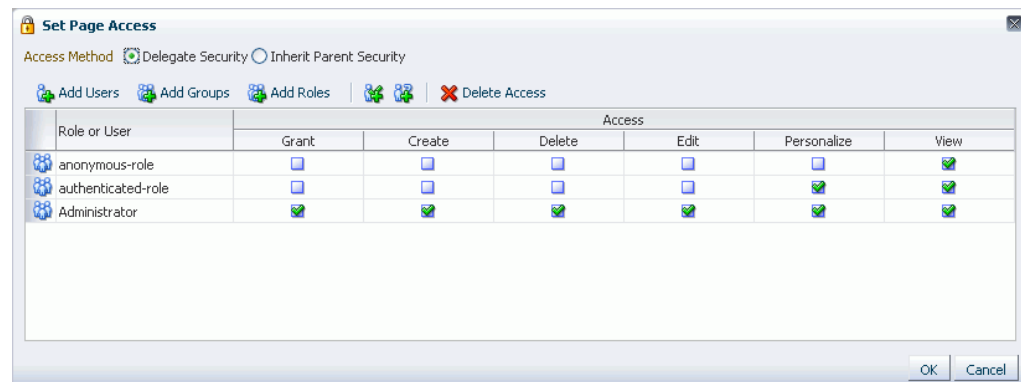 Set Page Access
Access Method Delegate Security Inherit Parent Security
Add Users Add Groups Add Roles Delete Access
Role or User
Access
Grant Create Delete Edit Personalize View
anonymous-role
authenticated-role
Administrator
OK Cancel